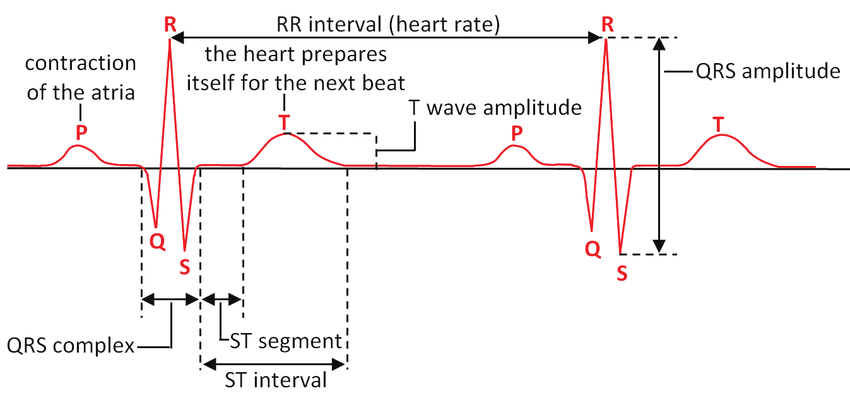 R
RR interval (heart rate)
R
contraction
of the atria
the heart prepares
itself for the next beat
QRS amplitude
T wave amplitude
P
T
P
T
Q
S
Q
S
QRS complex
ST segment
ST interval